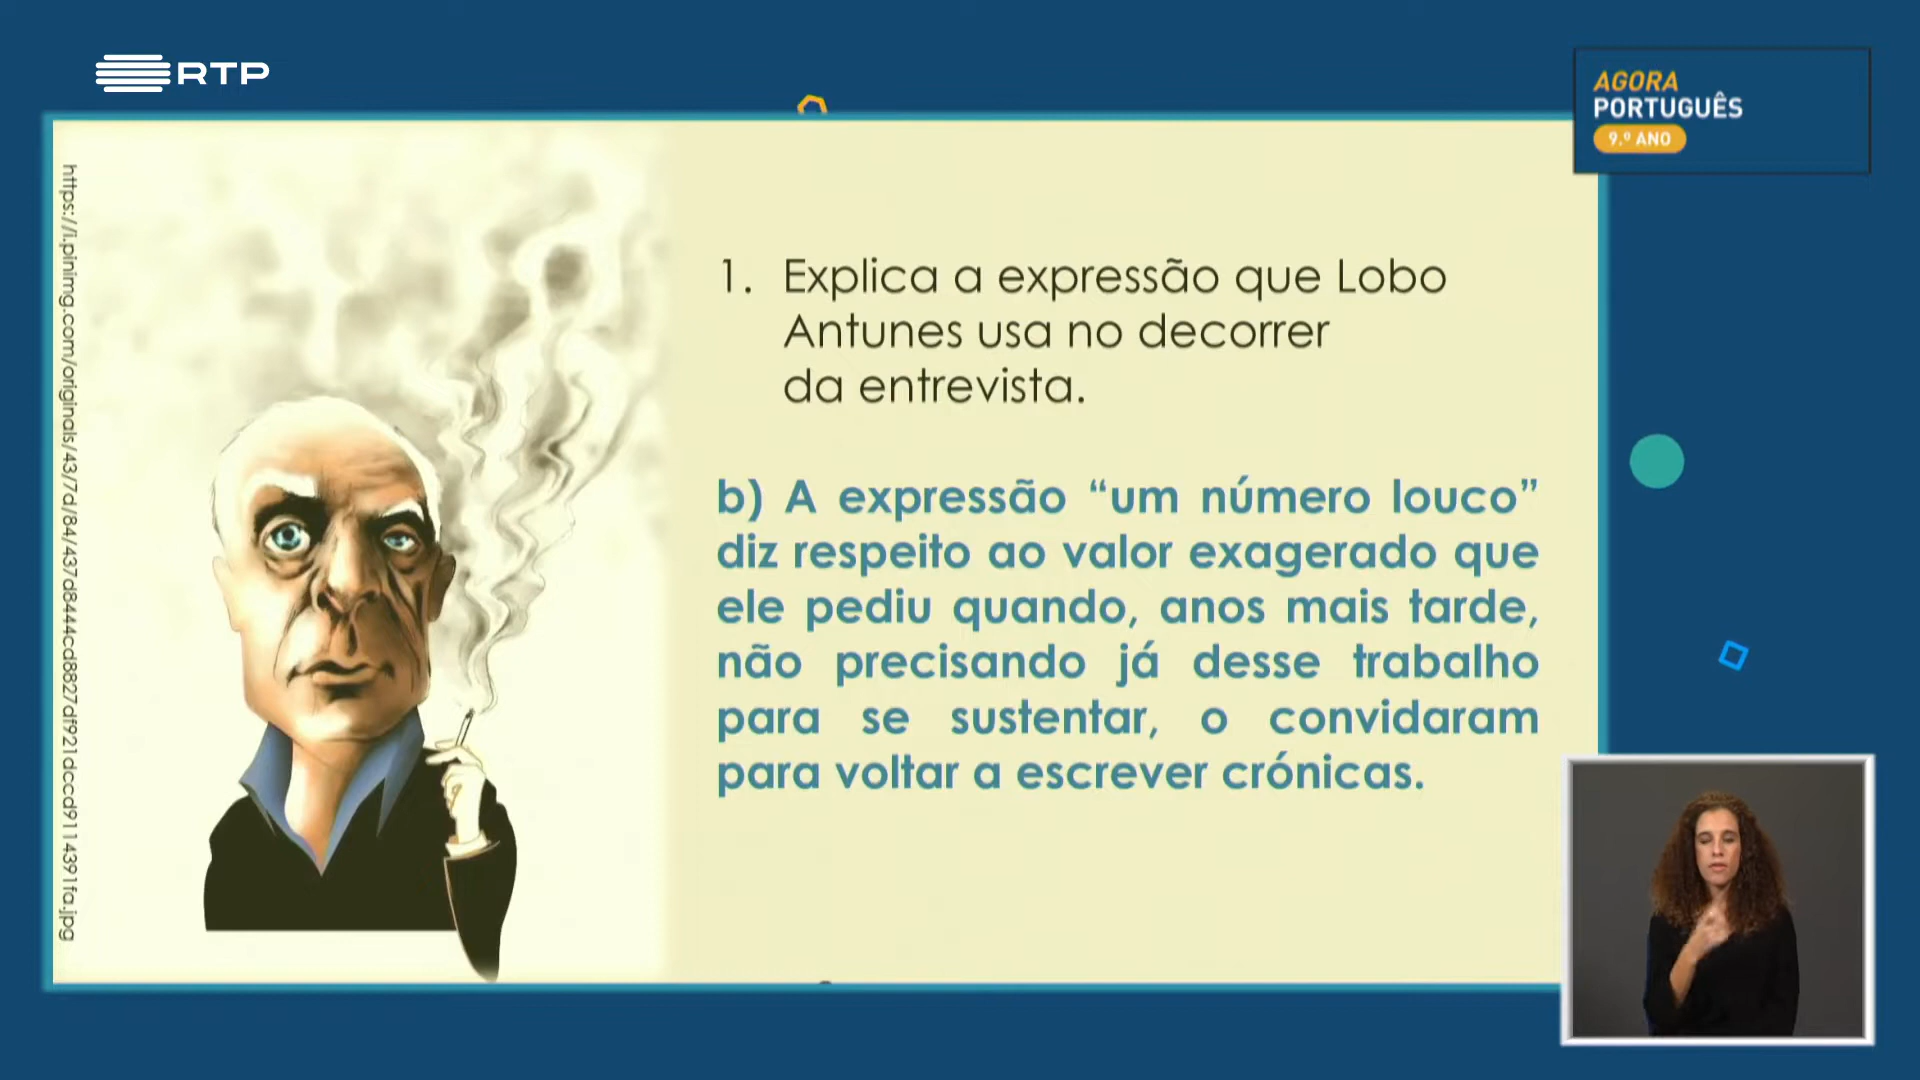 RTP
AGORA
PORTUGUÊS
9.º ANO
https://i.pinimg.com/originals/43/7d/84/437d8444cd8827df921dccd9114391fa.jpg
1. Explica a expressão que Lobo
Antunes usa no decorrer
da entrevista.
b) A expressão “um número louco”
diz respeito ao valor exagerado que
ele pediu quando, anos mais tarde,
não precisando já desse trabalho
para se sustentar, o convidaram
para voltar a escrever crónicas.